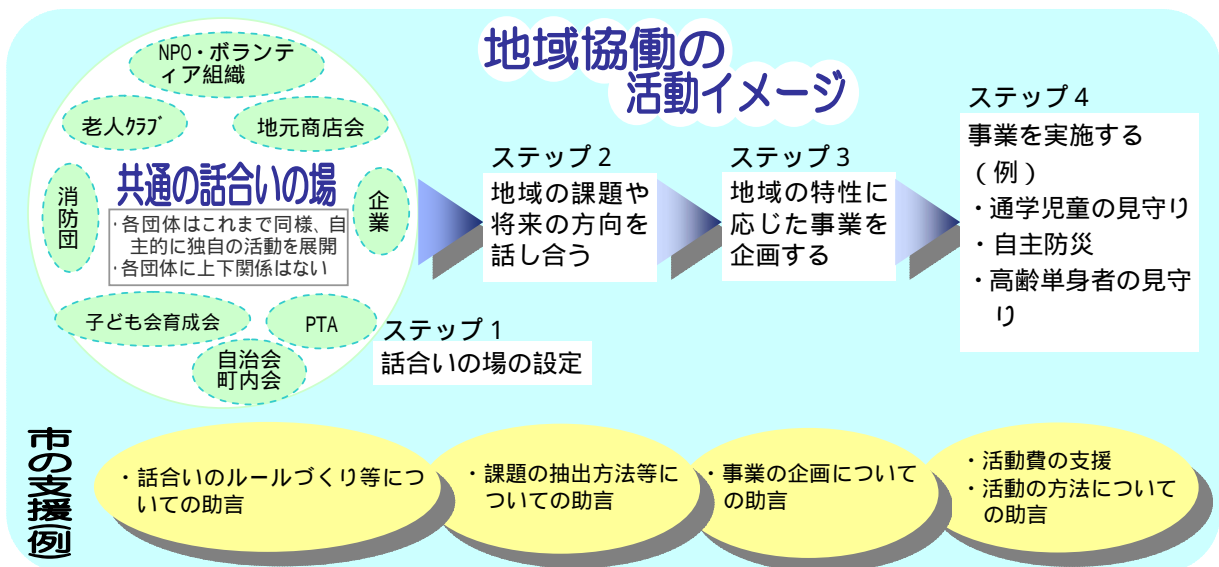 地域協働の
活動イメージ
NPO・ボランテ
ィア組織
老人ｸﾗﾌﾞ
地元商店会
消防団
共通の話合いの場
企業
・各団体はこれまで同様、自
主的に独自の活動を展開
・各団体に上下関係はない
子ども会育成会
PTA
自治会
町内会
ステップ１
話合いの場の設定
ステップ２
地域の課題や
将来の方向を
話し合う
ステップ３
地域の特性に
応じた事業を
企画する
ステップ４
事業を実施する
（例）
・通学児童の見守り
・自主防災
・高齢単身者の見守
り
市の支援(例)
・話合いのルールづくり等につ
いての助言
・課題の抽出方法等に
ついての助言
・事業の企画について
の助言
・活動費の支援
・活動の方法について
の助言